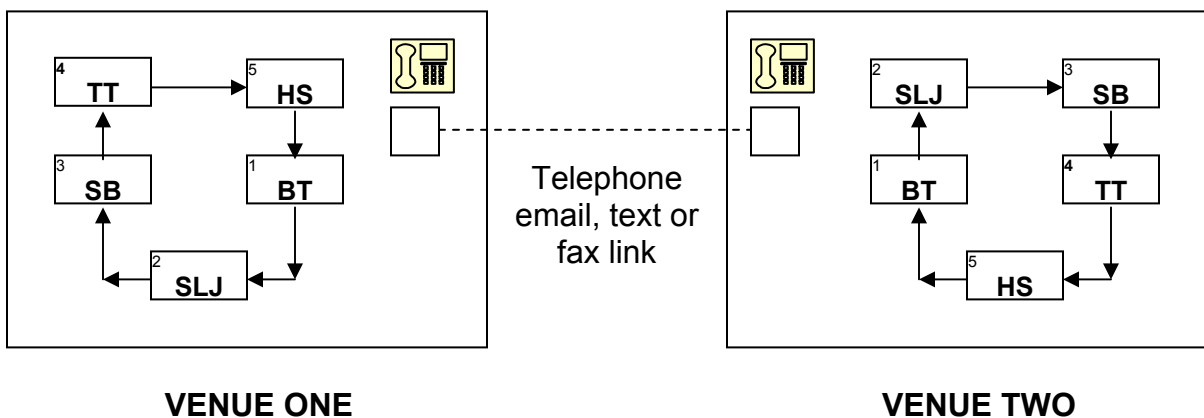 4
TT
5
HS
3
SB
1
BT
2
SLJ
Telephone
email, text or
fax link
2
SLJ
3
SB
1
BT
4
TT
5
HS
VENUE ONE
VENUE TWO